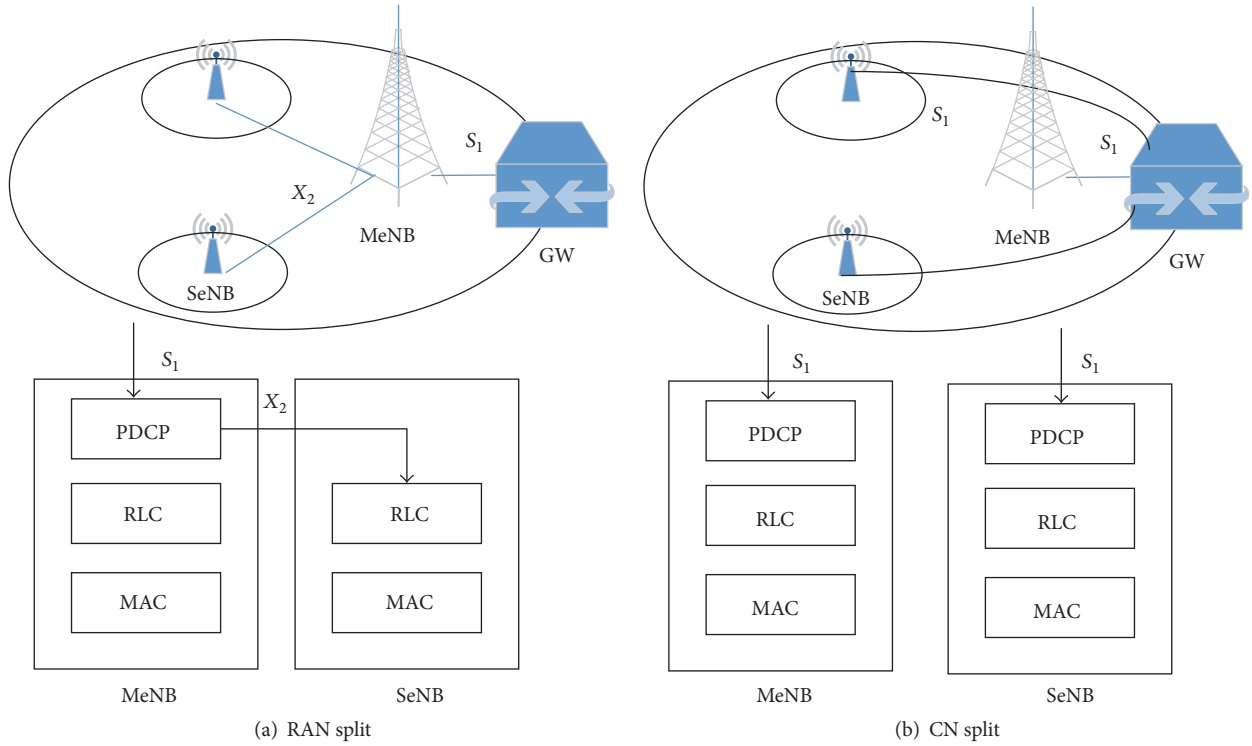 S1
X2
MeNB
GW
SeNB
S1
X2
PDCP
RLC
RLC
MAC
MAC
MeNB
SeNB
(a) RAN split
S1
S1
MeNB
GW
SeNB
S1
S1
PDCP
PDCP
RLC
RLC
MAC
MAC
MeNB
SeNB
(b) CN split